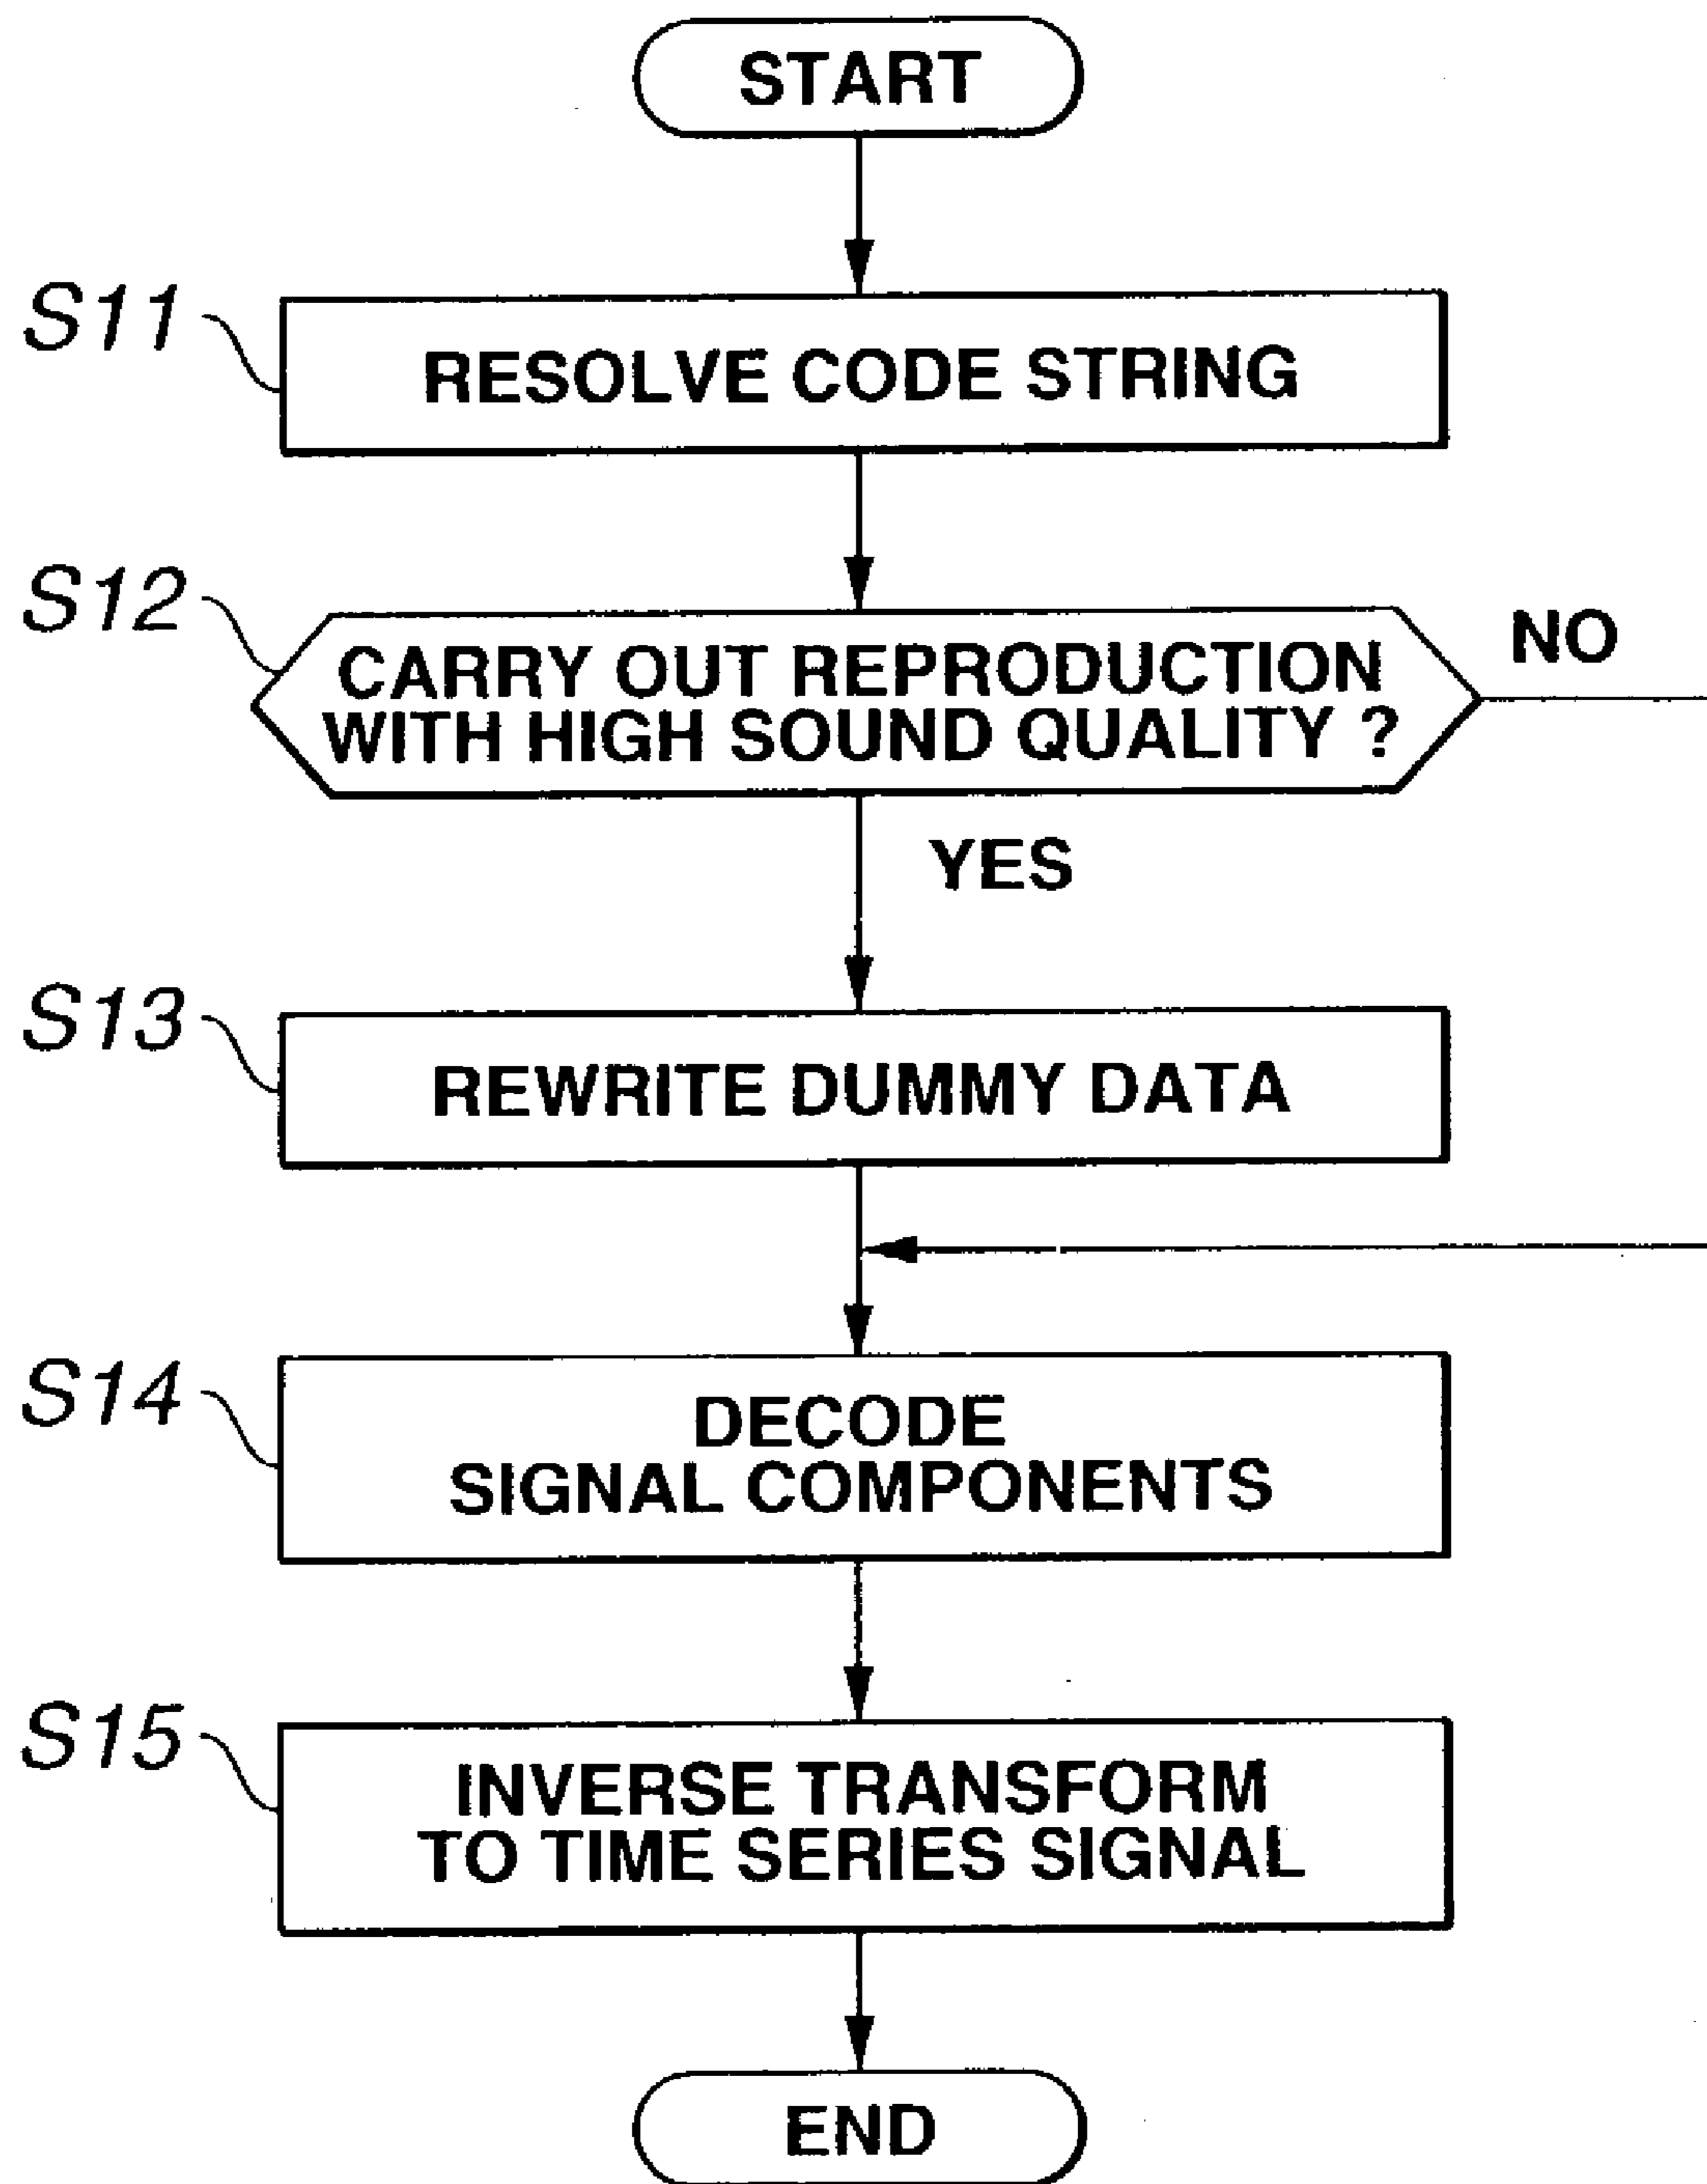 START
S11
RESOLVE CODE STRING
S12
CARRY OUT REPRODUCTION
WITH HIGH SOUND QUALITY ?
NO
YES
S13
REWRITE DUMMY DATA
S14
DECODE
SIGNAL COMPONENTS
S15
INVERSE TRANSFORM
TO TIME SERIES SIGNAL
END